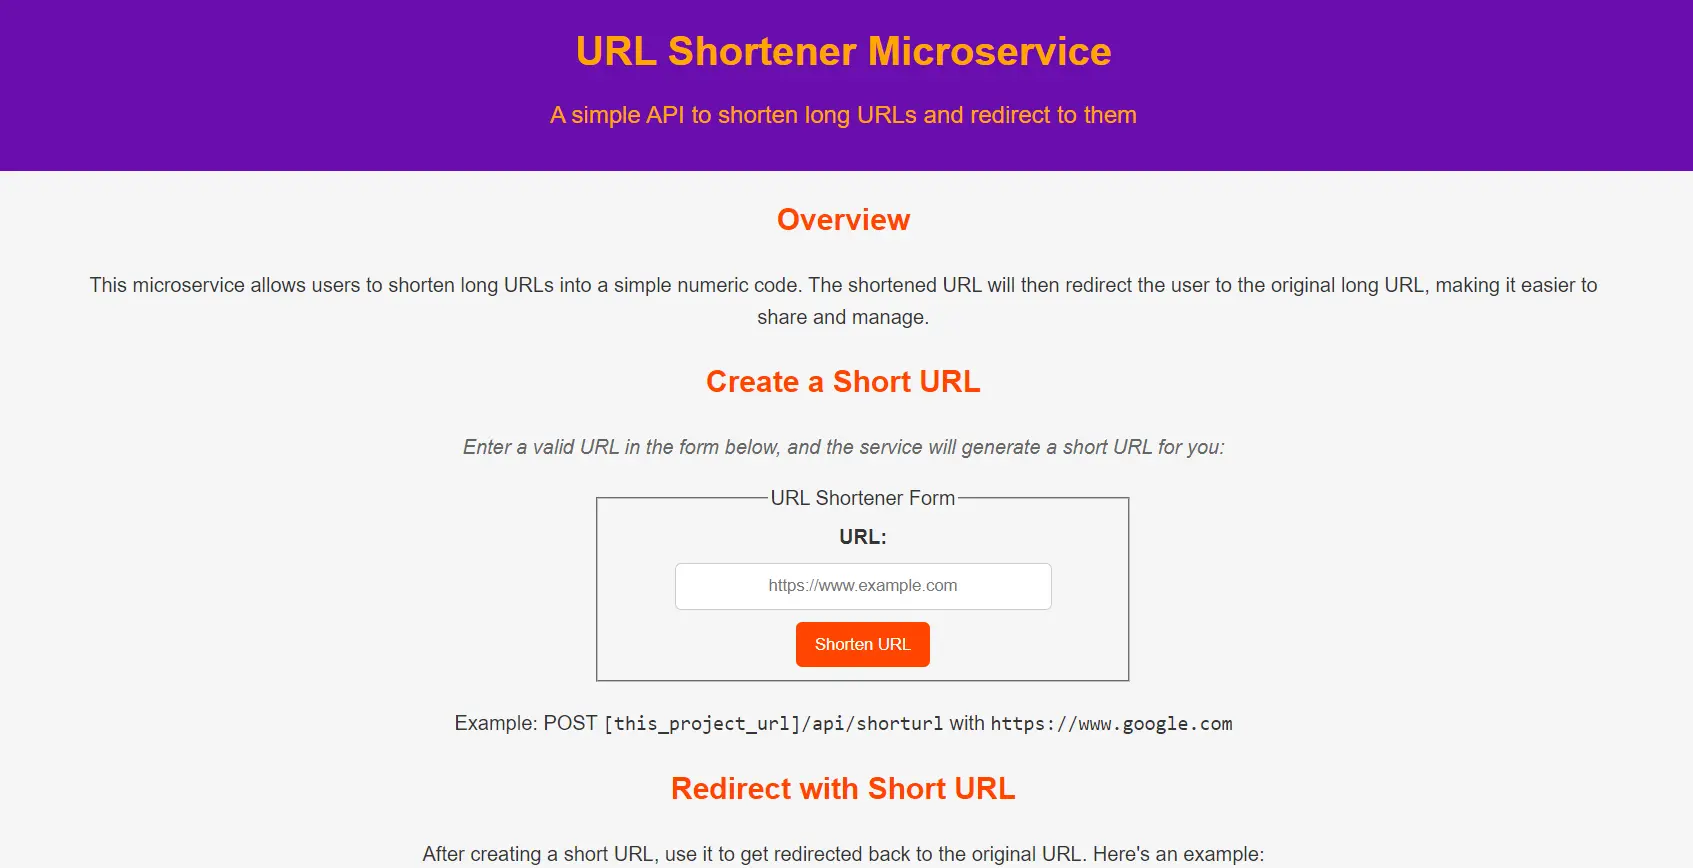 URL Shortener Microservice
A simple API to shorten long URLs and redirect to them
Overview
This microservice allows users to shorten long URLs into a simple numeric code. The shortened URL will then redirect the user to the original long URL, making it easier to
share and manage.
Create a Short URL
Enter a valid URL in the form below, and the service will generate a short URL for you:
URL Shortener Form
URL:
https://www.example.com
Shorten URL
Example: POST [this_project_url]/api/shorturl with https://www.google.com
Redirect with Short URL
After creating a short URL, use it to get redirected back to the original URL. Here's an example: